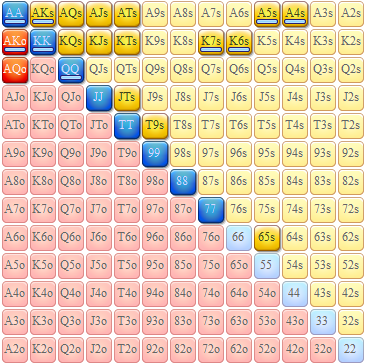 AA AKs AQs AJs ATs A9s A8s A7s A6s A5s A4s A3s A2s
AKo KK KQs KJs KTs K9s K8s K7s K6s K5s K4s K3s K2s
AQo KQo QQ QJs QTs Q9s Q8s Q7s Q6s Q5s Q4s Q3s Q2s
AJo KJo QJo JJ JTs J9s J8s J7s J6s J5s J4s J3s J2s
ATo KTo QTo JTo TT T9s T8s T7s T6s T5s T4s T3s T2s
A9o K9o Q9o J9o T9o 99 98s 97s 96s 95s 94s 93s 92s
A8o K8o Q8o J8o T8o 98o 88 87s 86s 85s 84s 83s 82s
A7o K7o Q7o J7o T7o 97o 87o 77 76s 75s 74s 73s 72s
A6o K6o Q6o J6o T6o 96o 86o 76o 66 65s 64s 63s 62s
A5o K5o Q5o J5o T5o 95o 85o 75o 65o 55 54s 53s 52s
A4o K4o Q4o J4o T4o 94o 84o 74o 64o 54o 44 43s 42s
A3o K3o Q3o J3o T3o 93o 83o 73o 63o 53o 43o 33 32s
A2o K2o Q2o J2o T2o 92o 82o 72o 62o 52o 42o 32o 22